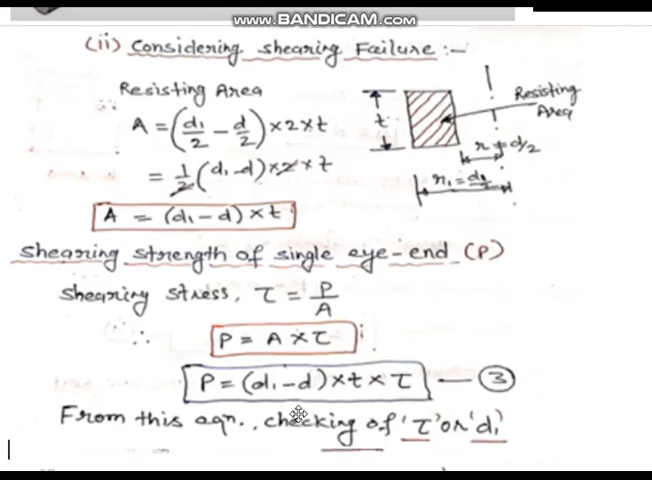 www.BANDICAM.com
(ii) Considering shearing Failure :-
Resisting Area
A = (d₁/2 - d/2) × 2 × t
= 1/2 (d₁ - d) × 2 × t
A = (d₁ - d) × t
t
Resisting Area
r = d/2
r₁ = d₁/2
Shearing strength of single eye-end (P)
Shearing stress, τ = P/A
∴ P = A × τ
P = (d₁ - d) × t × τ — ③
From this eqn., checking of 'τ' or 'd₁'